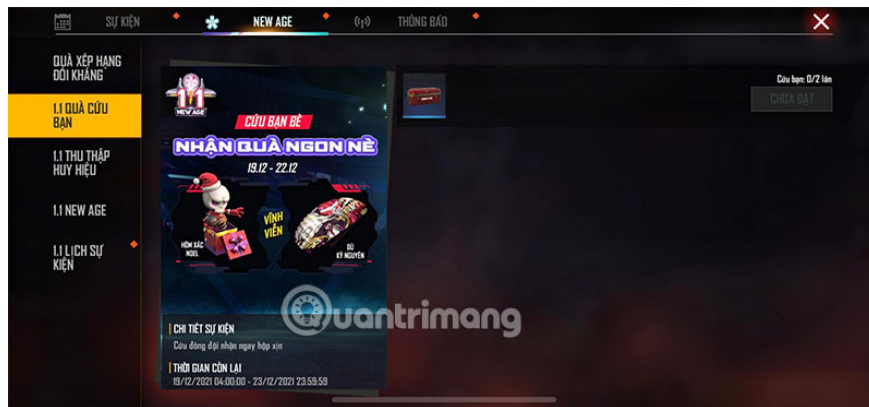 SỰ KIỆN
NEW AGE
THÔNG BÁO
QUÀ XẾP HẠNG
ĐỐI KHÁNG
1.1 QUÀ CỨU
BẠN
1.1 THU THẬP
HUY HIỆU
1.1 NEW AGE
1.1 LỊCH SỰ
KIỆN
1.1
NEW AGE
CỨU BẠN BÈ
NHẬN QUÀ NGON NÈ
19.12 - 22.12
VĨNH
VIỄN
HÒM XÁC
NOEL
DÙ
KỶ NGUYÊN
CHI TIẾT SỰ KIỆN
Cứu đồng đội nhận ngay hộp xịn
THỜI GIAN CÒN LẠI
19/12/2021 04:00:00 - 23/12/2021 23:59:59
Cứu bạn: 0/2 lần
CHƯA ĐẠT
Quantrimang